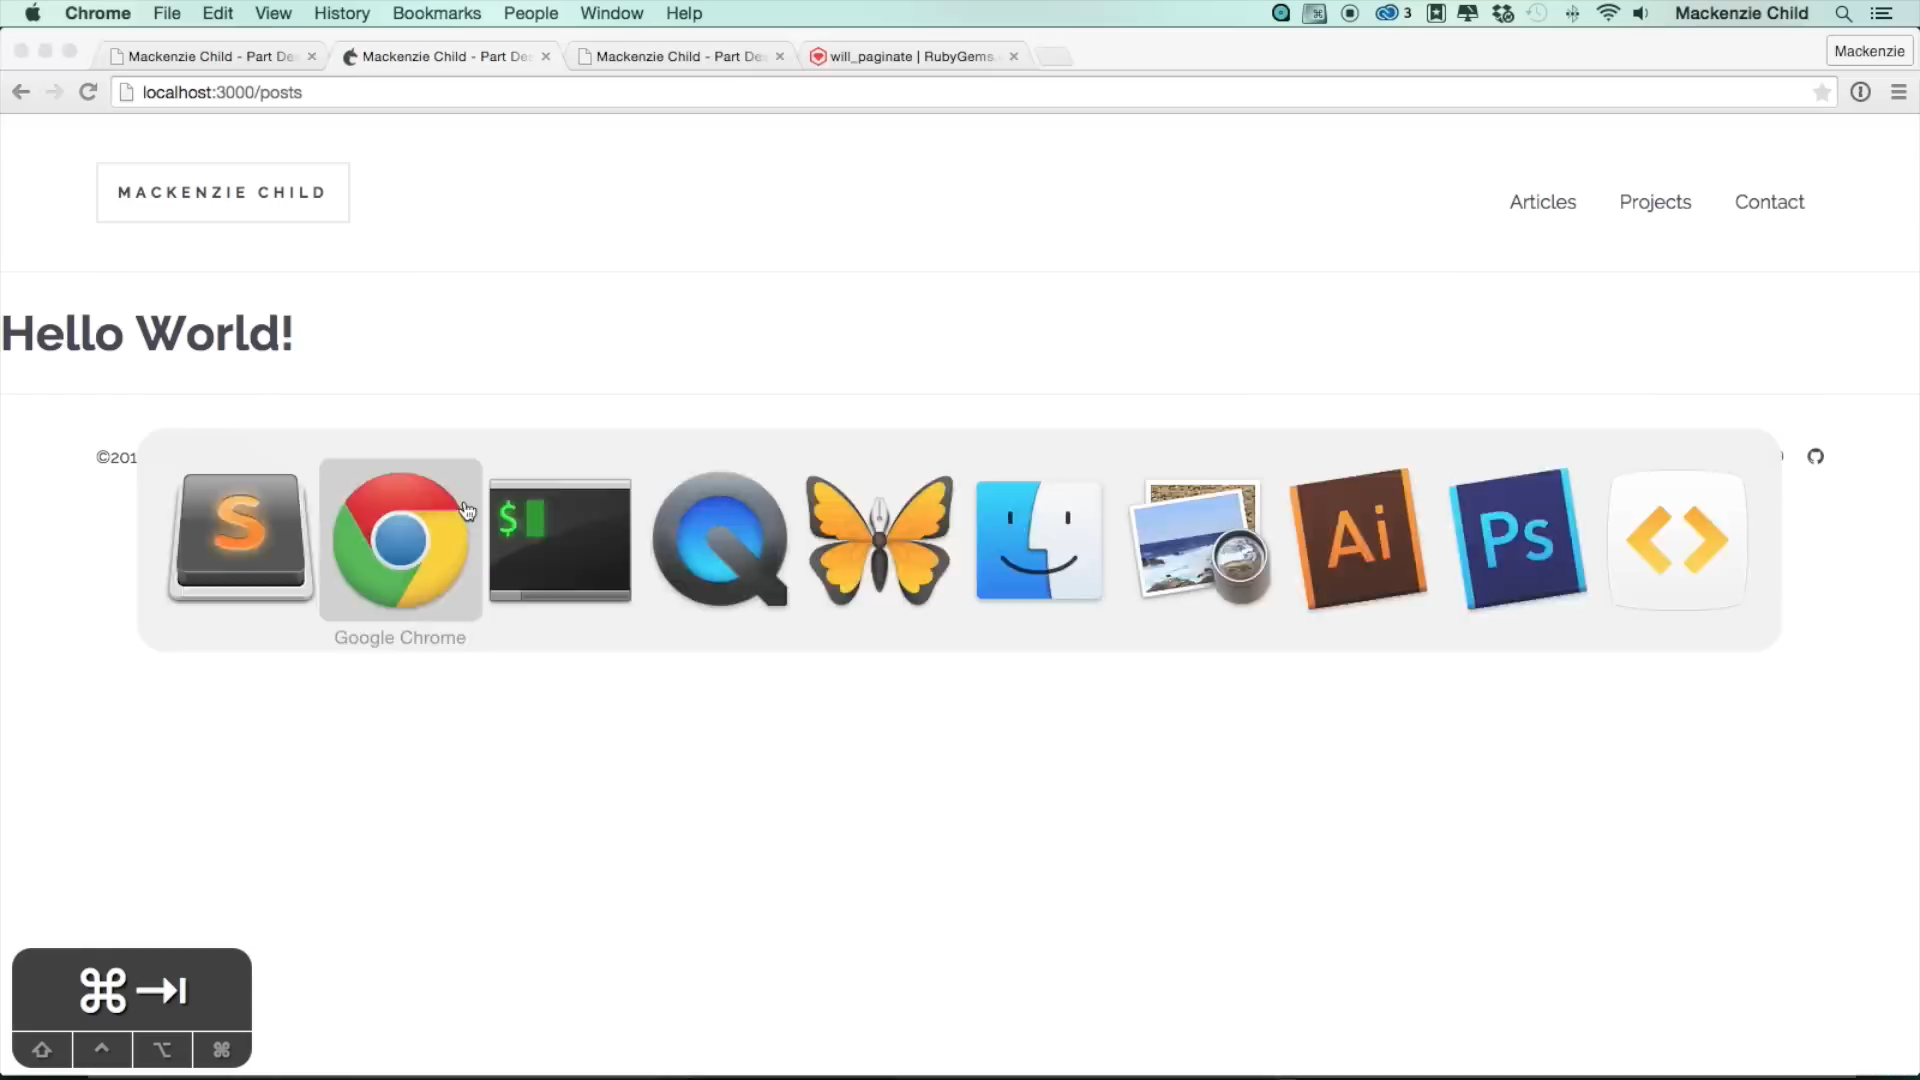 Chrome File Edit View History Bookmarks People Window Help 3 Mackenzie Child
Mackenzie Child - Part De Mackenzie Child - Part De Mackenzie Child - Part De will_paginate | RubyGems. Mackenzie
localhost:3000/posts
MACKENZIE CHILD
Articles Projects Contact
Hello World!
©201
S $ Ai Ps
Google Chrome